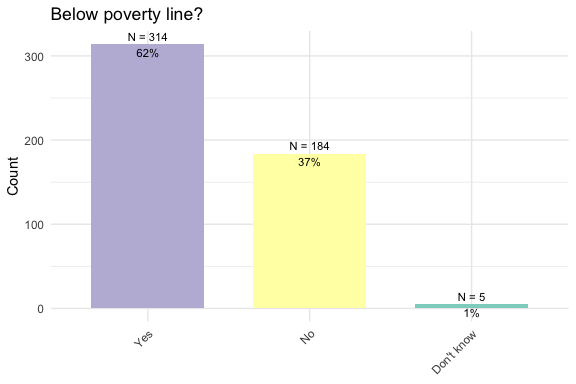 Below poverty line?
Count
300
200
100
0
N = 314
62%
N = 184
37%
N = 5
1%
Yes
No
Don't know